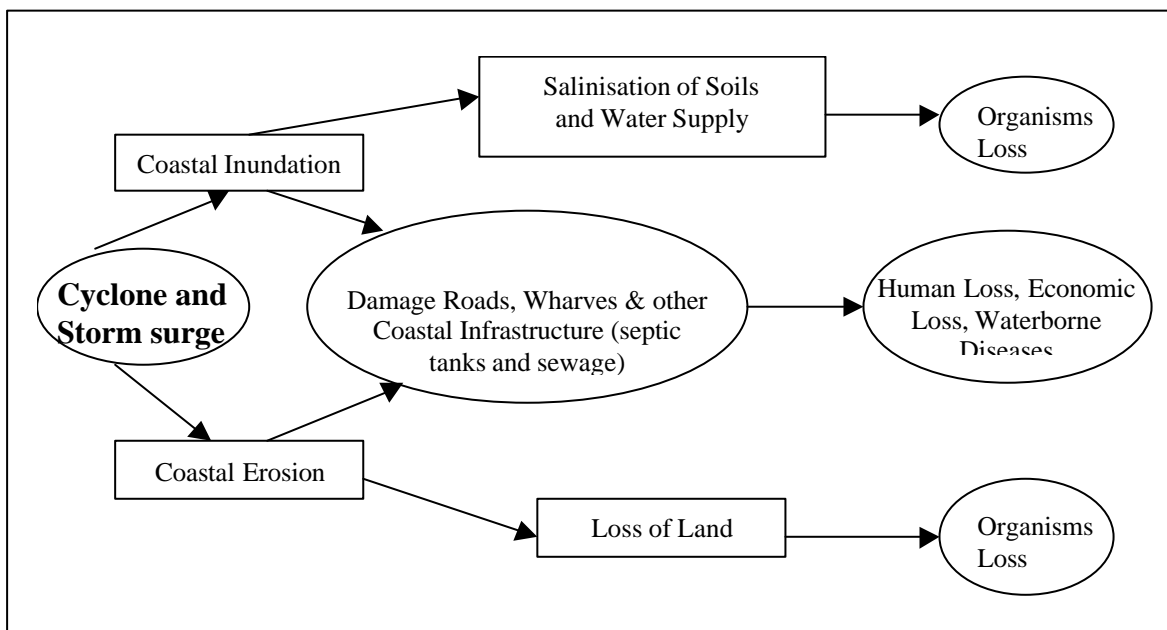 Salinisation of Soils
and Water Supply
Organisms
Loss
Coastal Inundation
Cyclone and
Storm surge
Damage Roads, Wharves & other
Coastal Infrastructure (septic
tanks and sewage)
Human Loss, Economic
Loss, Waterborne
Diseases
Coastal Erosion
Loss of Land
Organisms
Loss